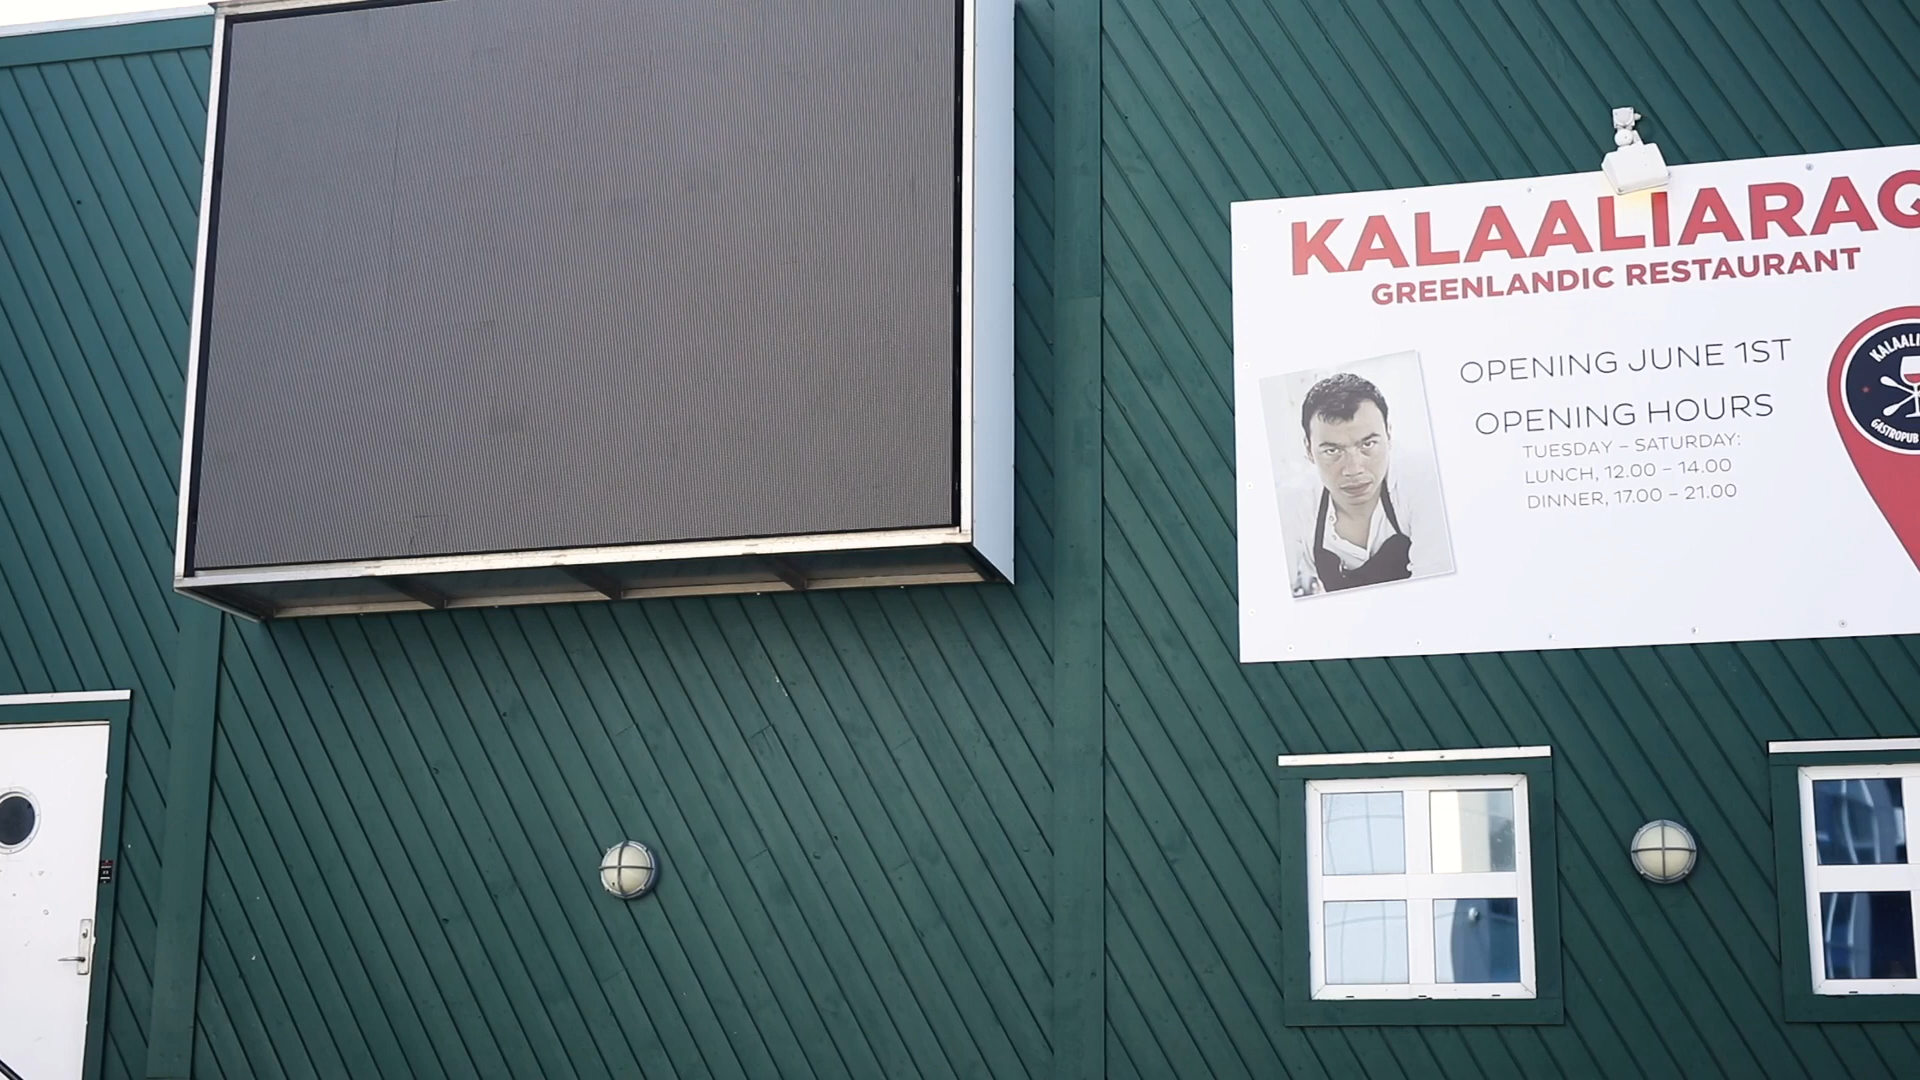 KALAALIARAQ
GREENLANDIC RESTAURANT
OPENING JUNE 1ST
OPENING HOURS
TUESDAY – SATURDAY:
LUNCH, 12.00 – 14.00
DINNER, 17.00 – 21.00
GASTROPUB